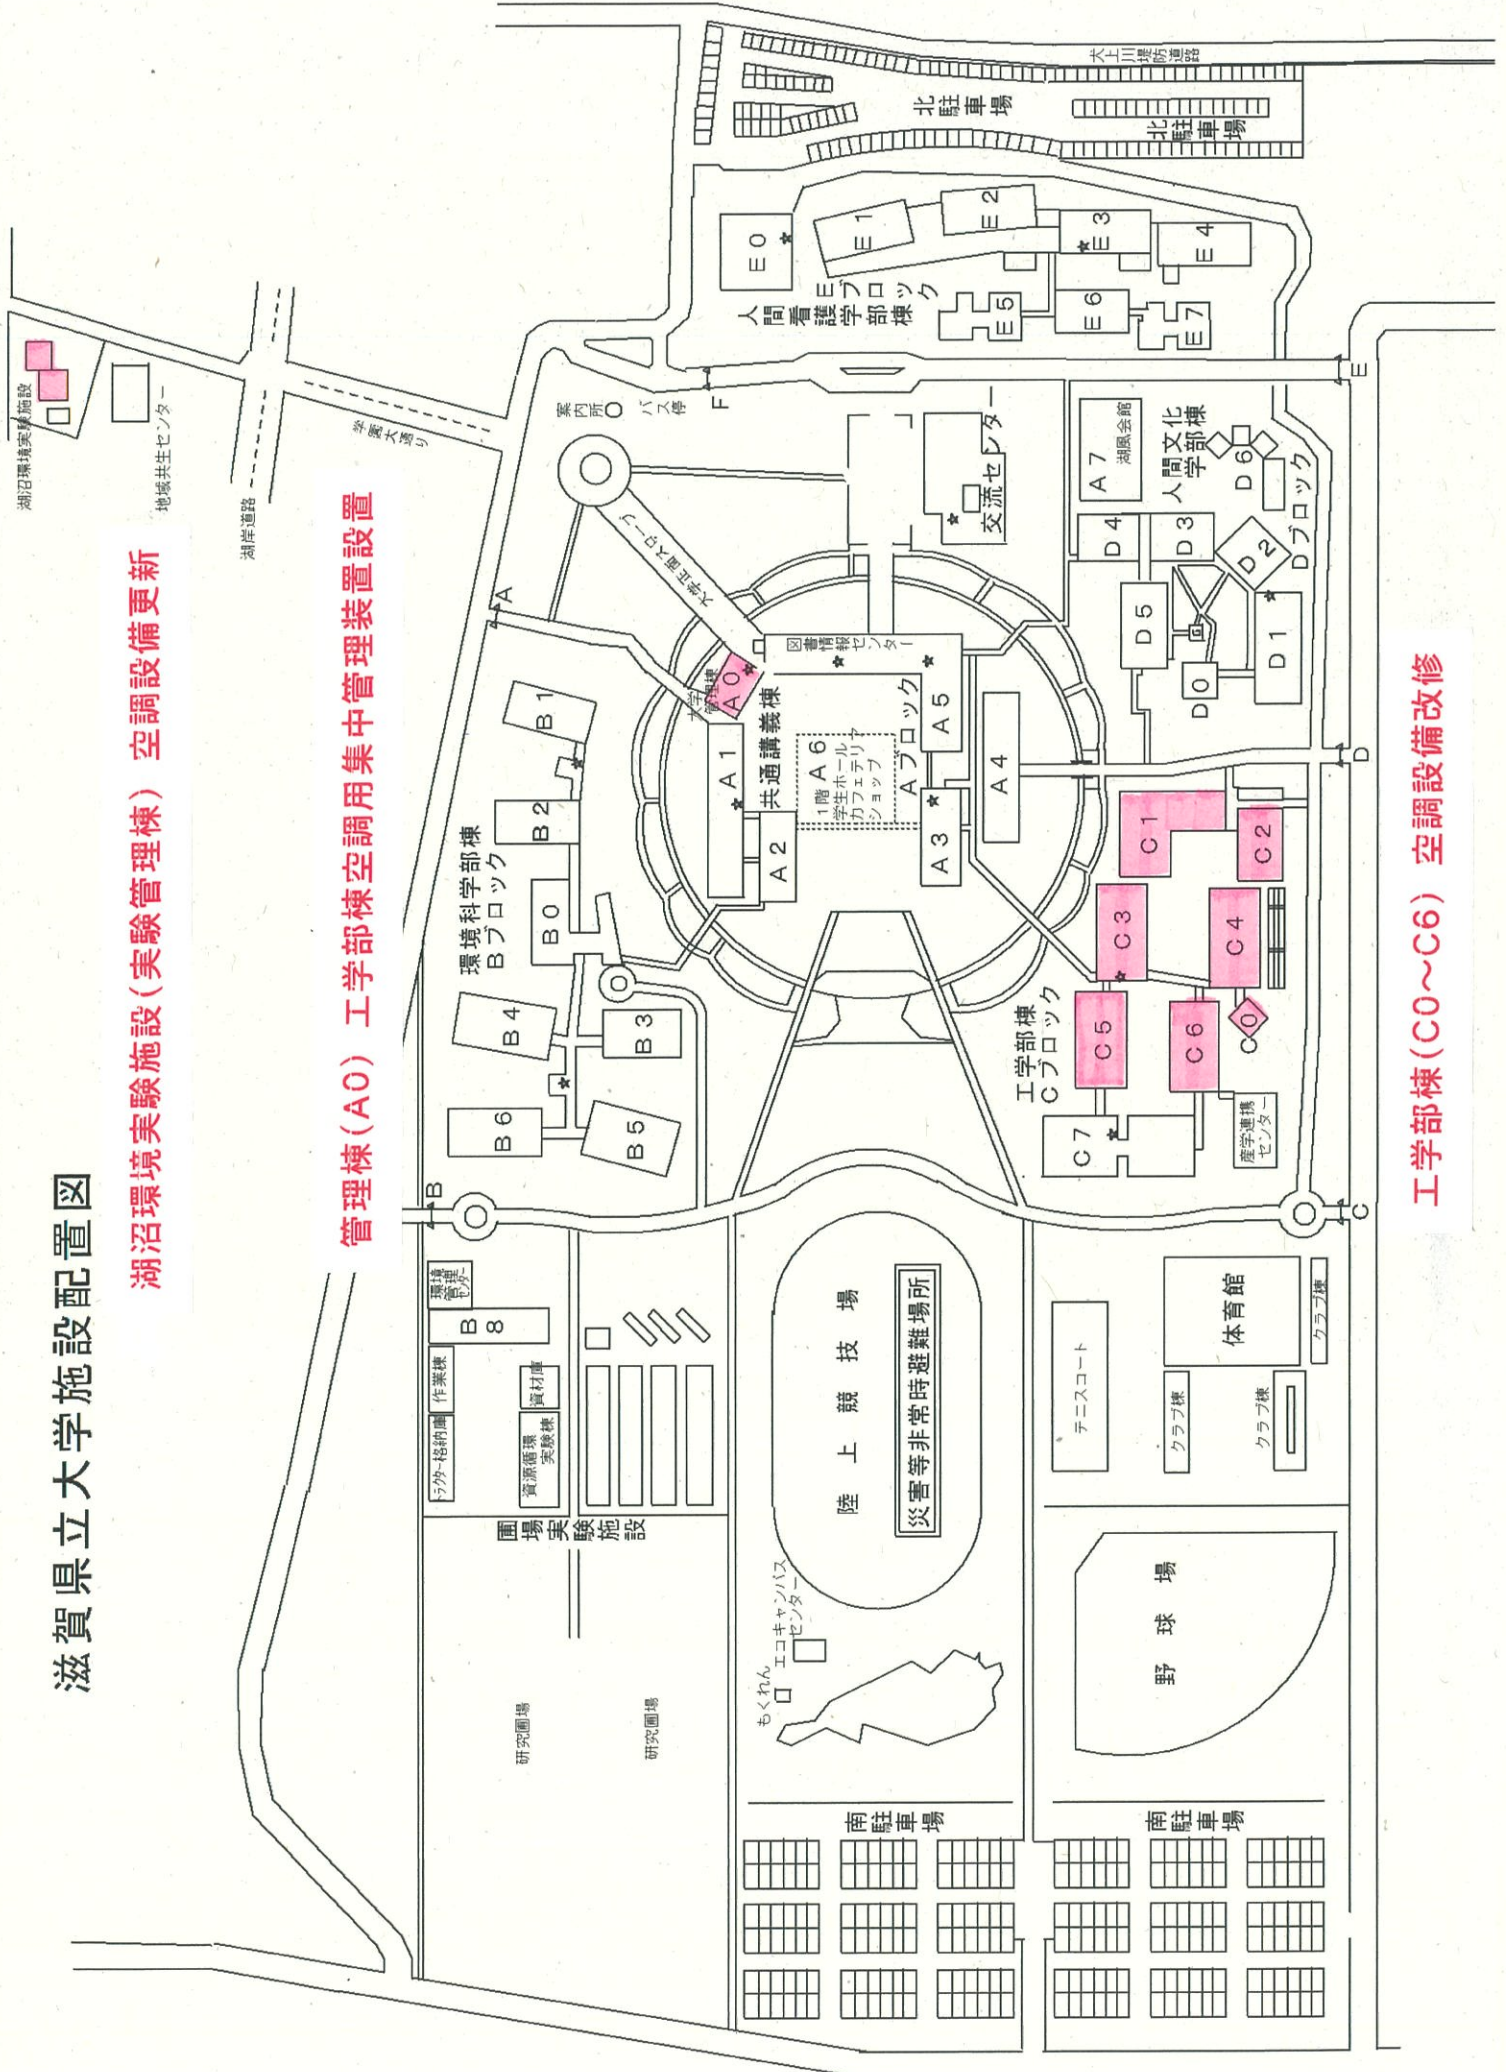 滋賀県立大学施設配置図
湖沼環境実験施設(実験管理棟) 空調設備更新
管理棟(A0) 工学部棟空調用集中管理装置設置
工学部棟(C0～C6) 空調設備改修
湖沼環境実験施設
地域共生センター
湖岸道路
学園大通り
案内所
バス停
大学正面スロープ
A
B
C
D
E
F
犬上川堤防道路
北駐車場
北駐車場
E0
E1
E2
E3
E4
E5
E6
E7
Eブロック
人間看護学部棟
交流センター
A7
湖風会館
人間文化学部棟
Dブロック
D0
D1
D2
D3
D4
D5
D6
図書情報センター
大学管理棟
A0
A1
A2
A3
A4
A5
共通講義棟
1階 A6
学生ホール
カフェテリア
ショップ
Aブロック
環境科学部棟
Bブロック
B0
B1
B2
B3
B4
B5
B6
工学部棟
Cブロック
C0
C1
C2
C3
C4
C5
C6
C7
産学連携
センター
環境管理センター
B8
作業棟
トラクター格納庫
資材庫
資源循環
実験棟
圃場実験施設
研究圃場
研究圃場
陸上競技場
災害等非常時避難場所
エコキャンパス
センター
もくれん
テニスコート
体育館
クラブ棟
クラブ棟
クラブ棟
野球場
南駐車場
南駐車場